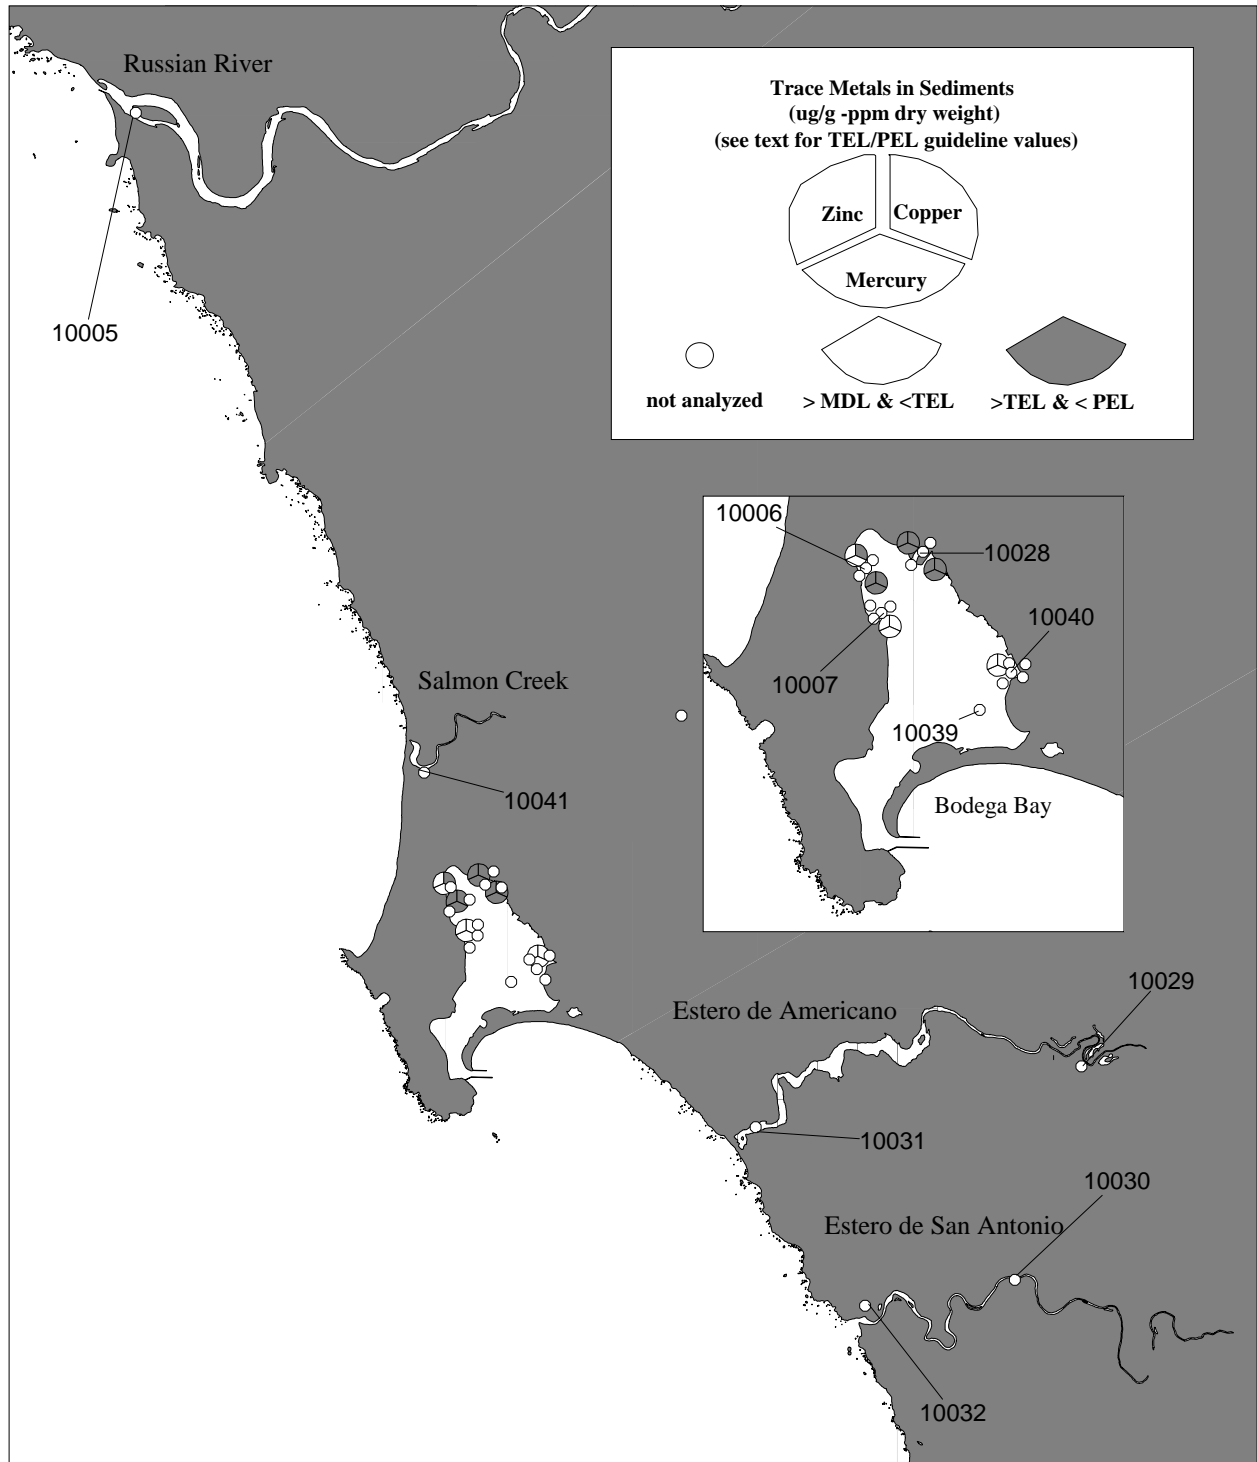 Russian River
Trace Metals in Sediments
(ug/g -ppm dry weight)
(see text for TEL/PEL guideline values)
Zinc
Copper
Mercury
10005
not analyzed
> MDL & <TEL
>TEL & < PEL
10006
10028
10040
10007
10039
Bodega Bay
Salmon Creek
10041
10029
Estero de Americano
10031
10030
Estero de San Antonio
10032